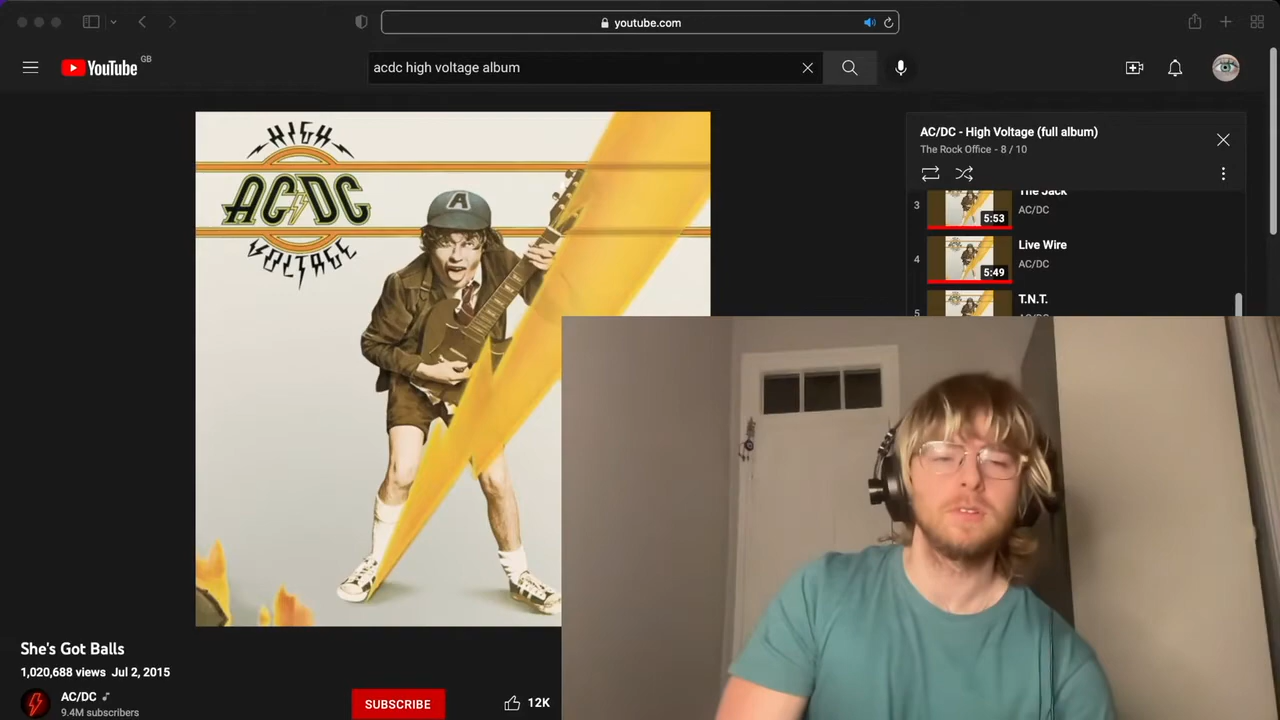 youtube.com
YouTube GB
acdc high voltage album
HIGH
AC/DC
VOLTAGE
A
AC/DC - High Voltage (full album)
The Rock Office - 8 / 10
3
5:53
The Jack
AC/DC
4
5:49
Live Wire
AC/DC
5
T.N.T.
She's Got Balls
1,020,688 views Jul 2, 2015
AC/DC
9.4M subscribers
SUBSCRIBE
12K